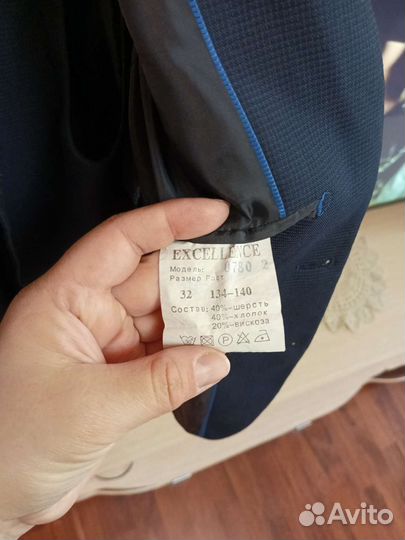 EXCELLENCE
Модель: 0780 2
Размер Рост
32 134-140
Состав: 40%-шерсть
40%-хлопок
20%-вискоза
Avito